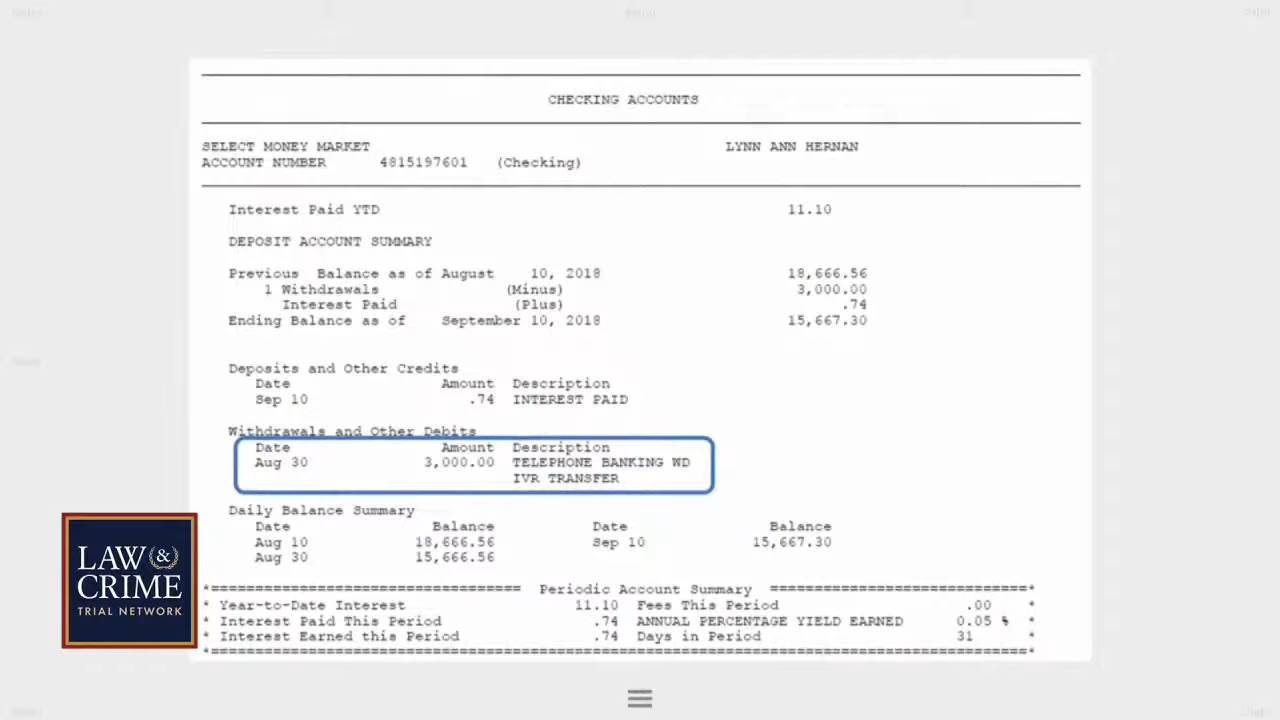 CHECKING ACCOUNTS
SELECT MONEY MARKET LYNN ANN HERNAN
ACCOUNT NUMBER 4815197601 (Checking)
Interest Paid YTD 11.10
DEPOSIT ACCOUNT SUMMARY
Previous Balance as of August 10, 2018 18,666.56
1 Withdrawals (Minus) 3,000.00
Interest Paid (Plus) .74
Ending Balance as of September 10, 2018 15,667.30
Deposits and Other Credits
Date Amount Description
Sep 10 .74 INTEREST PAID
Withdrawals and Other Debits
Date Amount Description
Aug 30 3,000.00 TELEPHONE BANKING WD
IVR TRANSFER
Daily Balance Summary
Date Balance Date Balance
Aug 10 18,666.56 Sep 10 15,667.30
Aug 30 15,666.56
*==================================== Periodic Account Summary =============================*
* Year-to-Date Interest 11.10 Fees This Period .00 *
* Interest Paid This Period .74 ANNUAL PERCENTAGE YIELD EARNED 0.05 % *
* Interest Earned this Period .74 Days in Period 31 *
*=============================================================================================*
LAW &
CRIME
TRIAL NETWORK